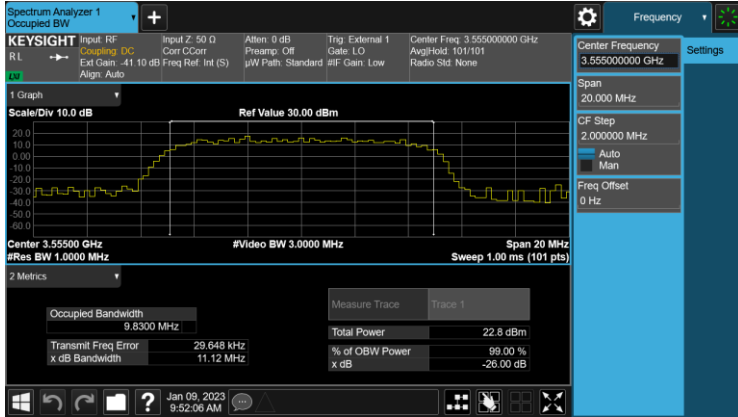 Spectrum Analyzer 1
Occupied BW
Frequency
KEYSIGHT
R L
Input: RF
Coupling: DC
Ext Gain: -41.10 dB
Align: Auto
Input Z: 50 Ω
Corr CCorr
Freq Ref: Int (S)
Atten: 0 dB
Preamp: Off
µW Path: Standard
Trig: External 1
Gate: LO
#IF Gain: Low
Center Freq: 3.555000000 GHz
Avg|Hold: 101/101
Radio Std: None
1 Graph
Scale/Div 10.0 dB
Ref Value 30.00 dBm
20.0
10.0
0.00
-10.0
-20.0
-30.0
-40.0
-50.0
-60.0
Center 3.55500 GHz
#Video BW 3.0000 MHz
Span 20 MHz
#Res BW 1.0000 MHz
Sweep 1.00 ms (101 pts)
2 Metrics
Occupied Bandwidth
9.8300 MHz
Transmit Freq Error 29.648 kHz
x dB Bandwidth 11.12 MHz
Measure Trace Trace 1
Total Power 22.8 dBm
% of OBW Power 99.00 %
x dB -26.00 dB
Center Frequency
3.555000000 GHz
Span
20.000 MHz
CF Step
2.000000 MHz
Auto
Man
Freq Offset
0 Hz
Settings
?
Jan 09, 2023
9:52:06 AM